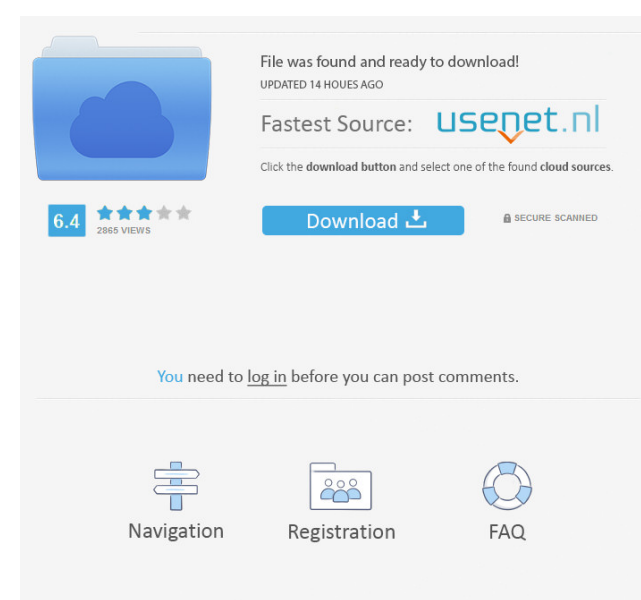 File was found and ready to download!
UPDATED 14 HOUES AGO
Fastest Source: usenet.nl
Click the download button and select one of the found cloud sources.
6.4
2865 VIEWS
Download
SECURE SCANNED
You need to log in before you can post comments.
Navigation
Registration
FAQ